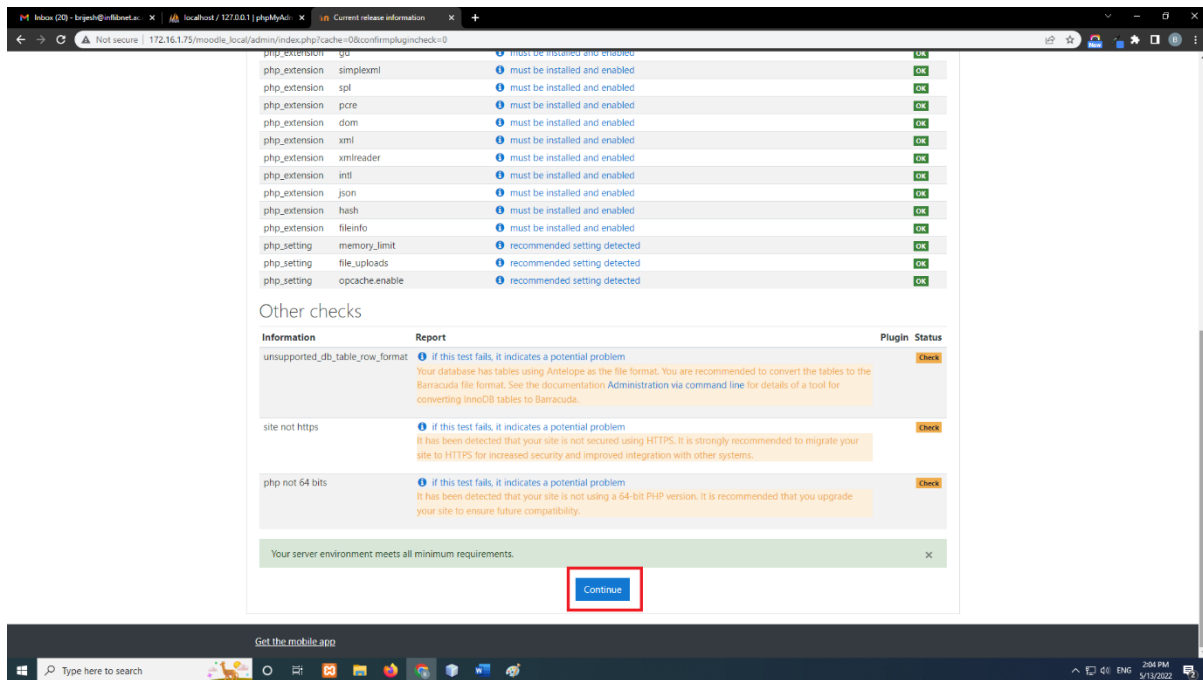 Inbox (20) - brijesh@inflibnet.ac.
localhost / 127.0.0.1 | phpMyAdm
Current release information
Not secure | 172.16.1.75/moodle_local/admin/index.php?cache=0&confirmplugincheck=0
New
B
php_extension gd must be installed and enabled OK
php_extension simplexml must be installed and enabled OK
php_extension spl must be installed and enabled OK
php_extension pcre must be installed and enabled OK
php_extension dom must be installed and enabled OK
php_extension xml must be installed and enabled OK
php_extension xmlreader must be installed and enabled OK
php_extension intl must be installed and enabled OK
php_extension json must be installed and enabled OK
php_extension hash must be installed and enabled OK
php_extension fileinfo must be installed and enabled OK
php_setting memory_limit recommended setting detected OK
php_setting file_uploads recommended setting detected OK
php_setting opcache.enable recommended setting detected OK
Other checks
Information Report Plugin Status
unsupported_db_table_row_format if this test fails, it indicates a potential problem Check
Your database has tables using Antelope as the file format. You are recommended to convert the tables to the
Barracuda file format. See the documentation Administration via command line for details of a tool for
converting InnoDB tables to Barracuda.
site not https if this test fails, it indicates a potential problem Check
It has been detected that your site is not secured using HTTPS. It is strongly recommended to migrate your
site to HTTPS for increased security and improved integration with other systems.
php not 64 bits if this test fails, it indicates a potential problem Check
It has been detected that your site is not using a 64-bit PHP version. It is recommended that you upgrade
your site to ensure future compatibility.
Your server environment meets all minimum requirements.
Continue
Get the mobile app
Type here to search
ENG
2:04 PM
5/13/2022